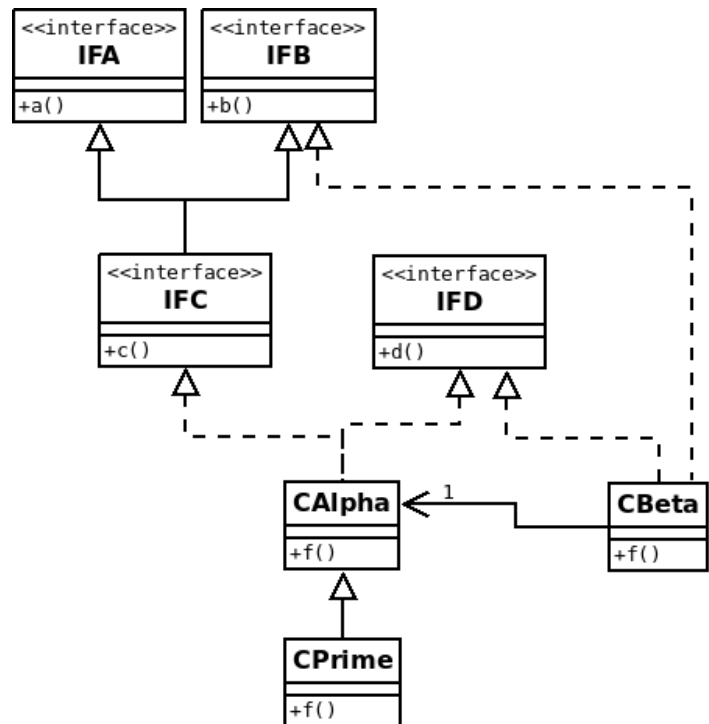 <<interface>>
IFA
+a()
<<interface>>
IFB
+b()
<<interface>>
IFC
+c()
<<interface>>
IFD
+d()
CAlpha
+f()
1
CBeta
+f()
CPrime
+f()